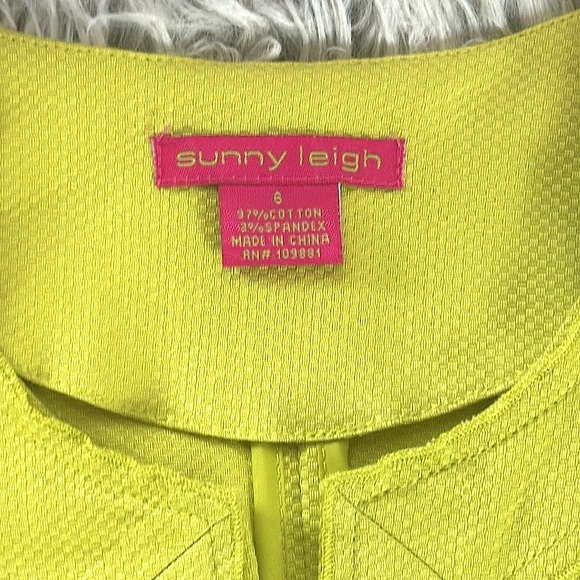 sunny leigh
8
97%COTTON
3%SPANDEX
MADE IN CHINA
RN# 109881